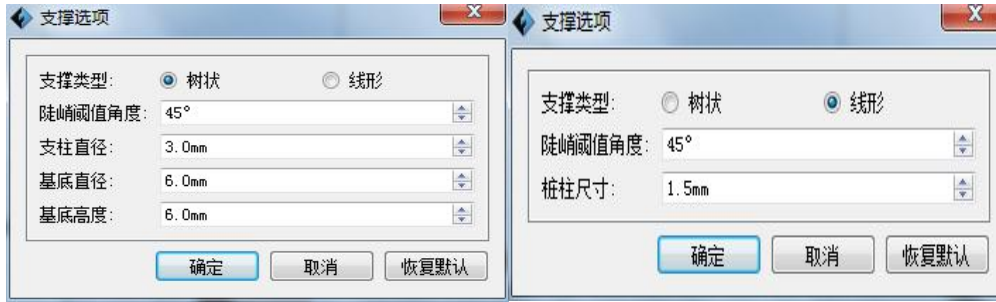 支撑选项
支撑类型: 树状 线形
陡峭阈值角度: 45°
支柱直径: 3.0mm
基底直径: 6.0mm
基底高度: 6.0mm
确定 取消 恢复默认
支撑选项
支撑类型: 树状 线形
陡峭阈值角度: 45°
桩柱尺寸: 1.5mm
确定 取消 恢复默认